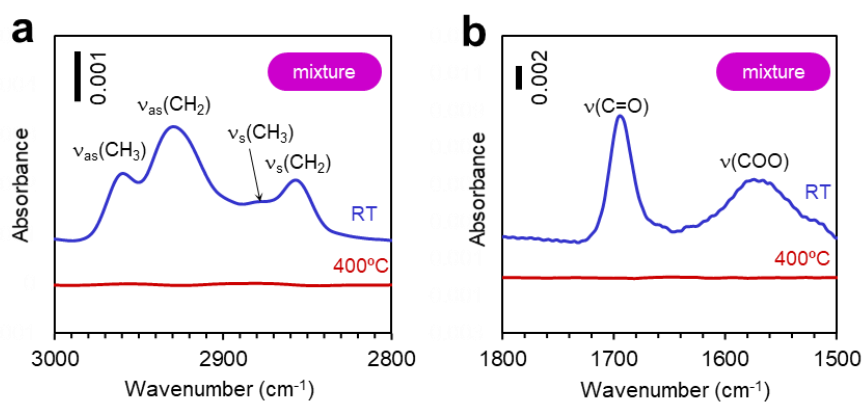 a
0.001
mixture
νas(CH2)
νas(CH3)
νs(CH3)
νs(CH2)
RT
400ºC
Absorbance
3000 2900 2800
Wavenumber (cm-1)
b
0.002
mixture
ν(C=O)
ν(COO)
RT
400ºC
Absorbance
1800 1700 1600 1500
Wavenumber (cm-1)